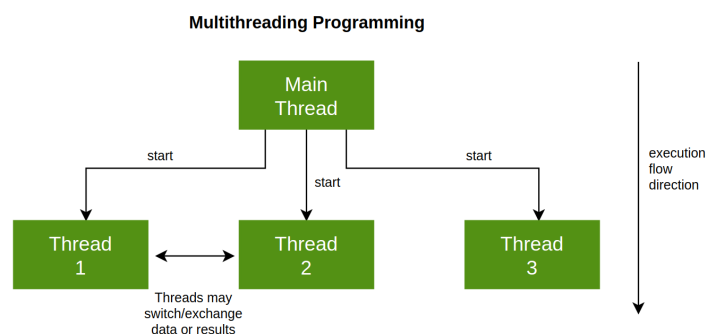 Multithreading Programming
Main
Thread
start
start
start
execution
flow
direction
Thread
1
Thread
2
Thread
3
Threads may
switch/exchange
data or results